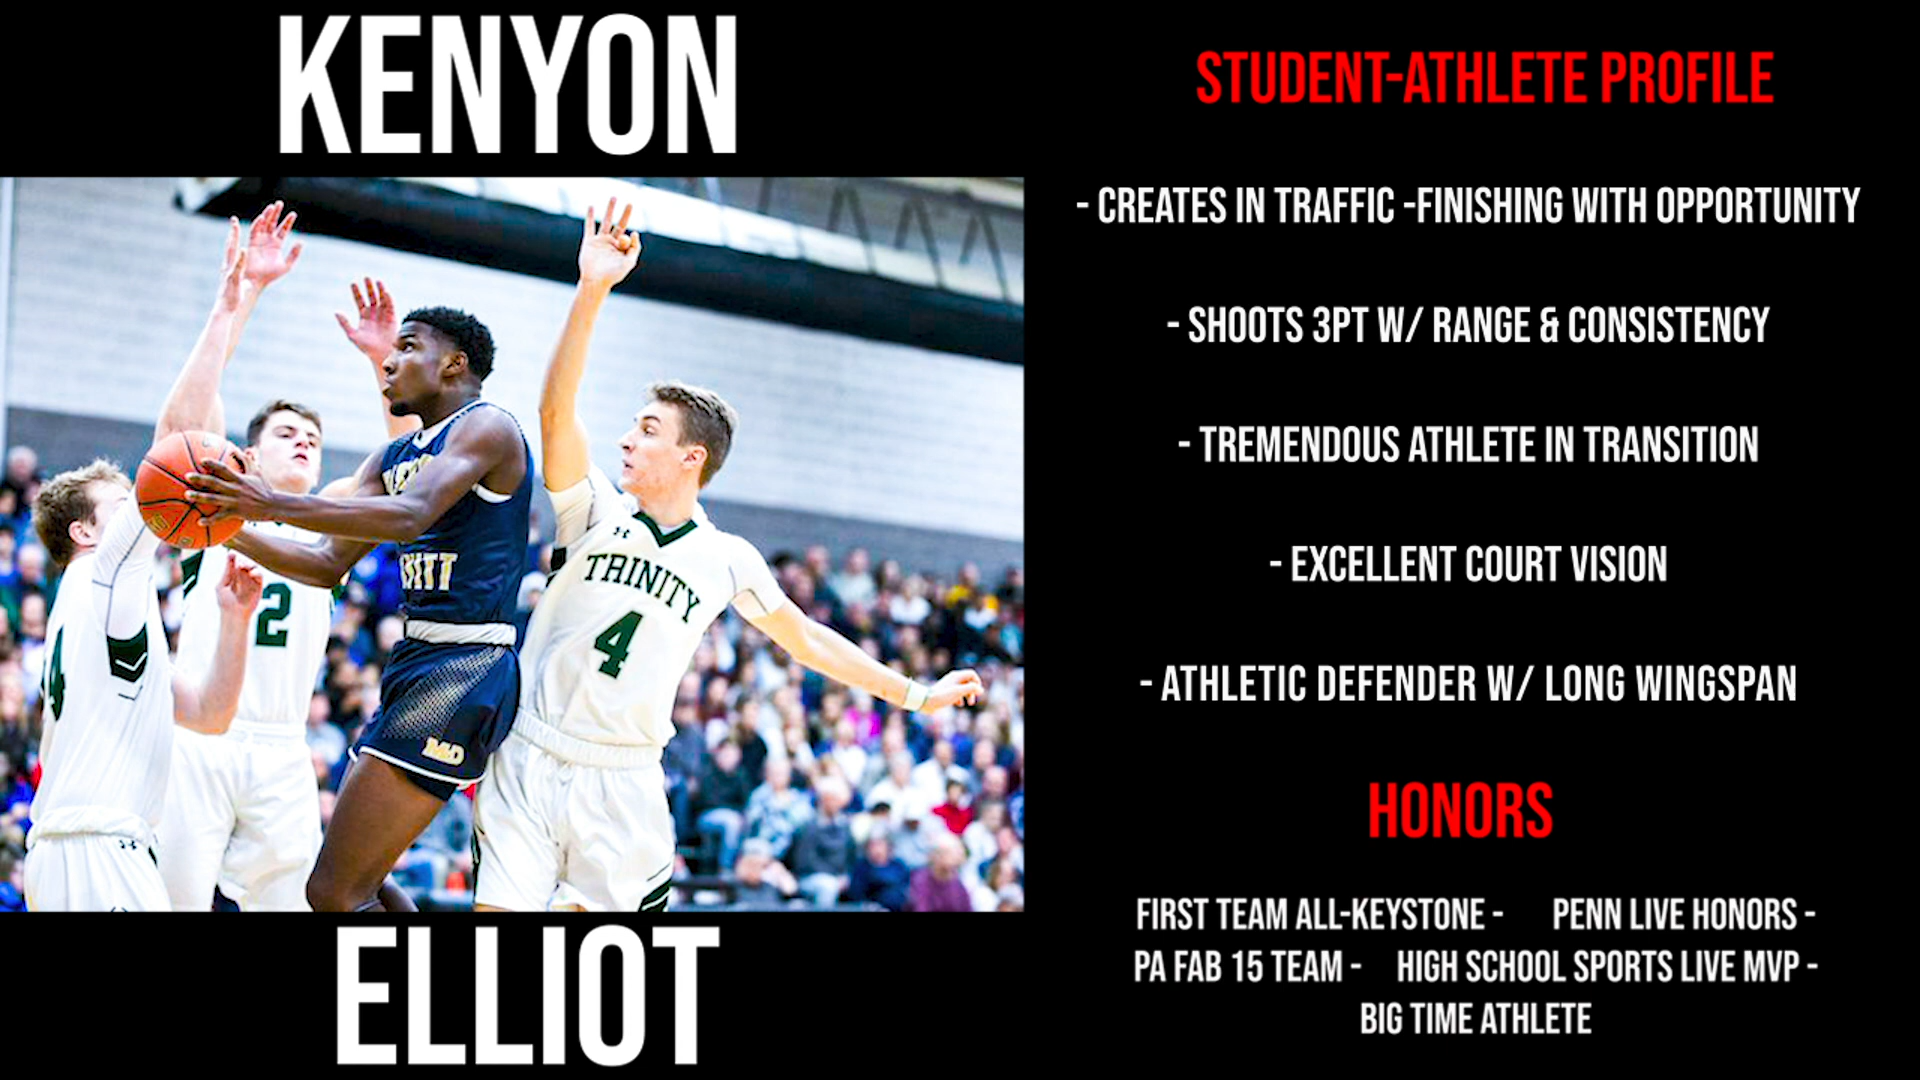 KENYON
ELLIOT
STUDENT-ATHLETE PROFILE
- CREATES IN TRAFFIC -FINISHING WITH OPPORTUNITY
- SHOOTS 3PT W/ RANGE & CONSISTENCY
- TREMENDOUS ATHLETE IN TRANSITION
- EXCELLENT COURT VISION
- ATHLETIC DEFENDER W/ LONG WINGSPAN
HONORS
FIRST TEAM ALL-KEYSTONE - PENN LIVE HONORS -
PA FAB 15 TEAM - HIGH SCHOOL SPORTS LIVE MVP -
BIG TIME ATHLETE
TRINITY
4
2
4